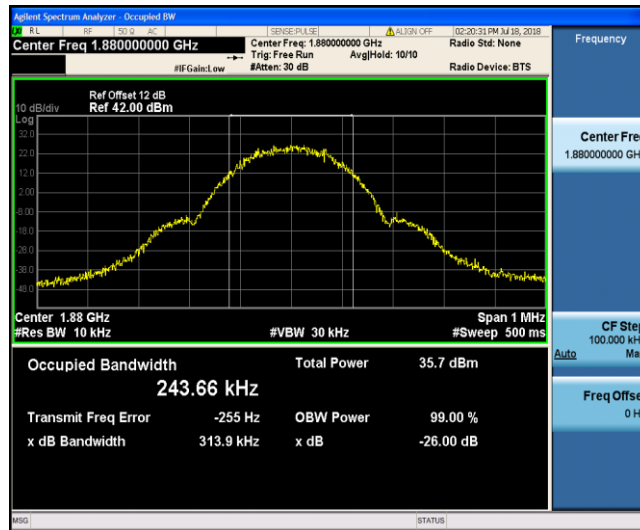 Agilent Spectrum Analyzer - Occupied BW
RL RF 50 Ω AC SENSE:PULSE ALIGN OFF 02:20:31 PM Jul 18, 2018
Center Freq 1.880000000 GHz Center Freq: 1.880000000 GHz Radio Std: None
Trig: Free Run Avg|Hold: 10/10
#IFGain:Low #Atten: 30 dB Radio Device: BTS
Ref Offset 12 dB
10 dB/div Ref 42.00 dBm
Log
32.0
22.0
12.0
2.00
-8.00
-18.0
-28.0
-38.0
-48.0
Center 1.88 GHz Span 1 MHz
#Res BW 10 kHz #VBW 30 kHz #Sweep 500 ms
Occupied Bandwidth Total Power 35.7 dBm
243.66 kHz
Transmit Freq Error -255 Hz OBW Power 99.00 %
x dB Bandwidth 313.9 kHz x dB -26.00 dB
MSG STATUS
Frequency
Center Fre
1.880000000 GH
CF Step
100.000 kH
Auto Ma
Freq Offse
0 H